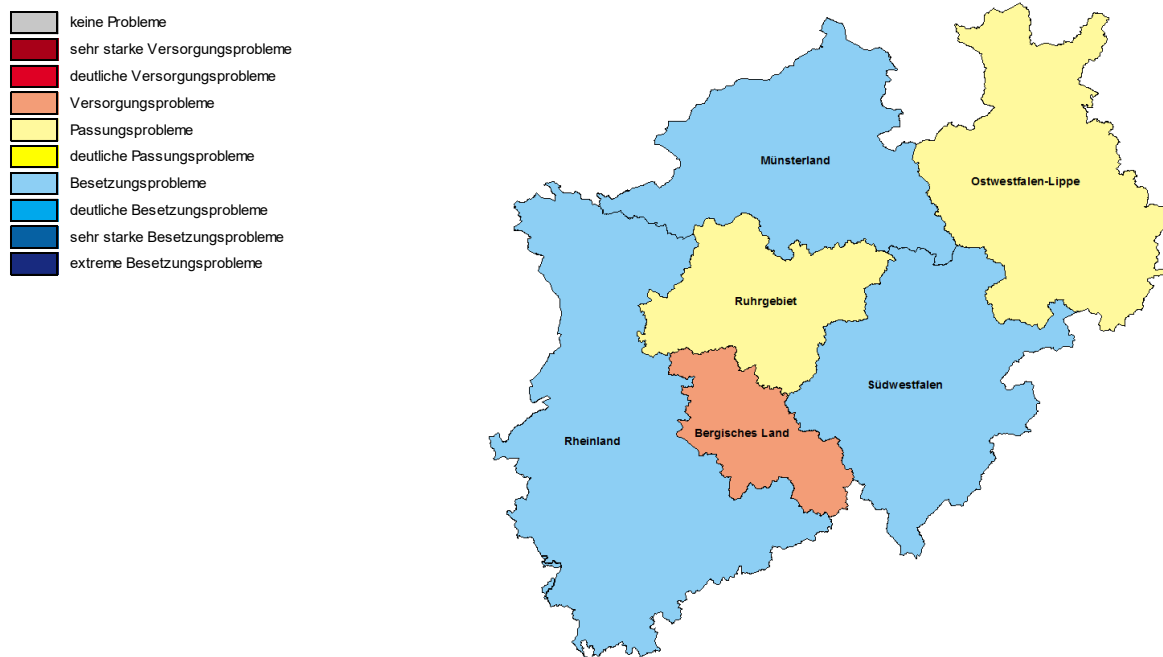 keine Probleme
sehr starke Versorgungsprobleme
deutliche Versorgungsprobleme
Versorgungsprobleme
Passungsprobleme
deutliche Passungsprobleme
Besetzungsprobleme
deutliche Besetzungsprobleme
sehr starke Besetzungsprobleme
extreme Besetzungsprobleme
Münsterland
Ostwestfalen-Lippe
Ruhrgebiet
Südwestfalen
Bergisches Land
Rheinland